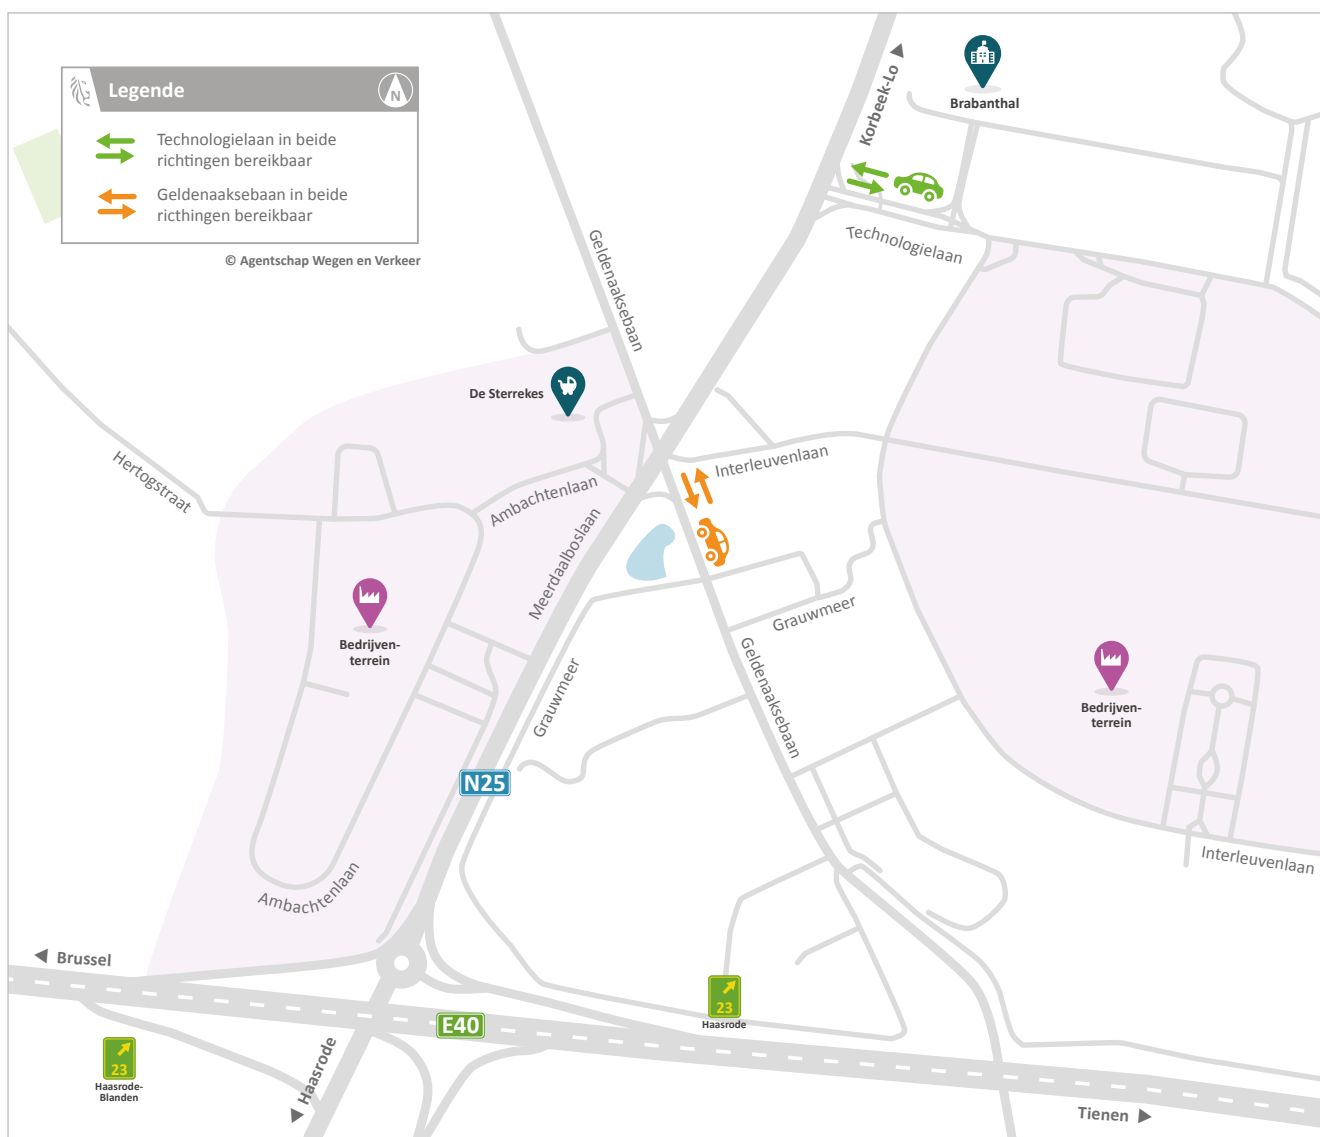 Legende
N
Technologielaan in beide
richtingen bereikbaar
Geldenaaksebaan in beide
ricthingen bereikbaar
© Agentschap Wegen en Verkeer
Korbeek-Lo
Brabanthal
Technologielaan
Geldenaaksebaan
De Sterrekes
Hertogstraat
Ambachtenlaan
Interleuvenlaan
Meerdaalboslaan
Bedrijven-
terrein
Grauwmeer
Grauwmeer
Geldenaaksebaan
Bedrijven-
terrein
N25
Interleuvenlaan
Ambachtenlaan
Brussel
23
Haasrode
E40
23
Haasrode-
Blanden
Haasrode
Tienen